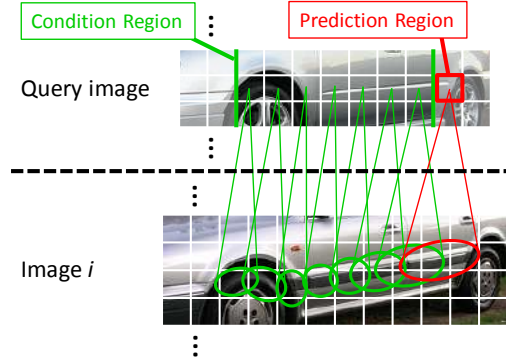 Condition Region
Prediction Region
Query image
Image i